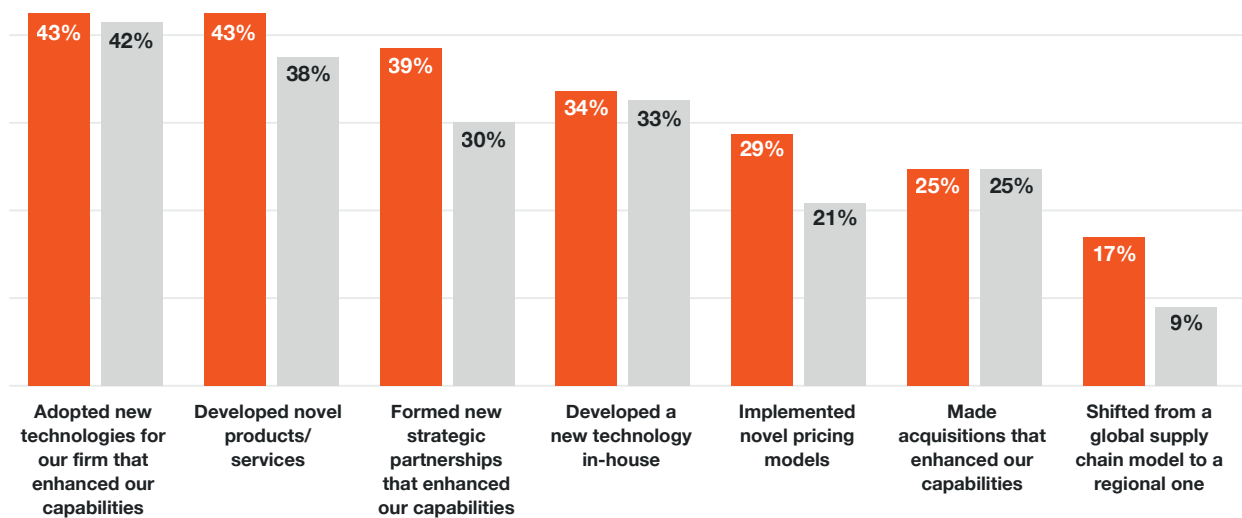 43%
42%
43%
38%
39%
30%
34%
33%
29%
21%
25%
25%
17%
9%
Adopted new
technologies for
our firm that
enhanced our
capabilities
Developed novel
products/
services
Formed new
strategic
partnerships
that enhanced
our capabilities
Developed a
new technology
in-house
Implemented
novel pricing
models
Made
acquisitions that
enhanced our
capabilities
Shifted from a
global supply
chain model to a
regional one